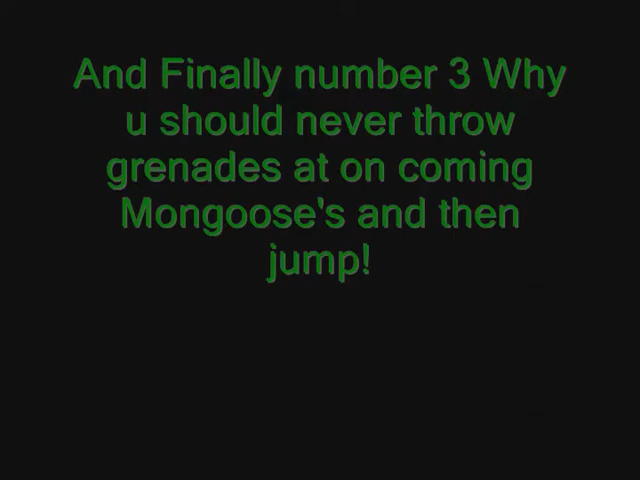 And Finally number 3 Why
u should never throw
grenades at on coming
Mongoose's and then
jump!